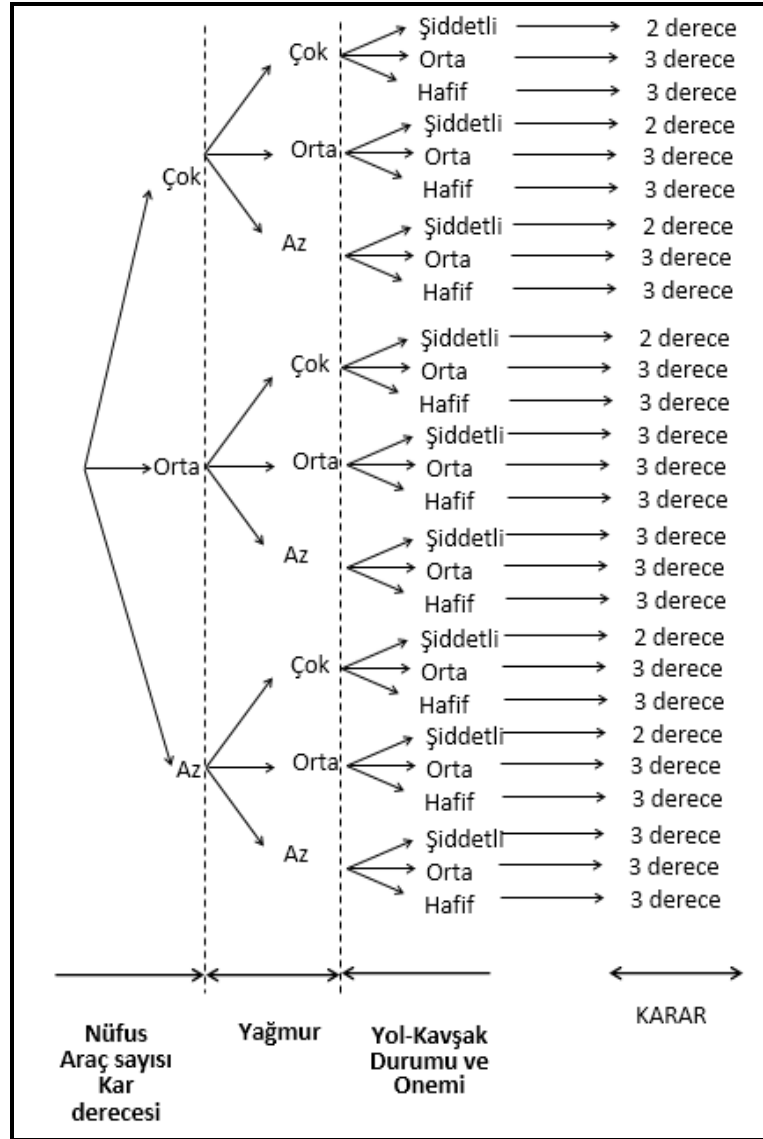 Şiddetli 2 derece
Çok Orta 3 derece
Hafif 3 derece
Şiddetli 2 derece
Çok Orta Orta 3 derece
Hafif 3 derece
Şiddetli 2 derece
Az Orta 3 derece
Hafif 3 derece
Şiddetli 2 derece
Çok Orta 3 derece
Hafif 3 derece
Şiddetli 3 derece
Orta Orta Orta 3 derece
Hafif 3 derece
Şiddetli 3 derece
Az Orta 3 derece
Hafif 3 derece
Şiddetli 2 derece
Çok Orta 3 derece
Hafif 3 derece
Şiddetli 2 derece
Az Orta Orta 3 derece
Hafif 3 derece
Şiddetli 3 derece
Az Orta 3 derece
Hafif 3 derece
Nüfus
Araç sayısı
Kar
derecesi
Yağmur
Yol-Kavşak
Durumu ve
Onemi
KARAR